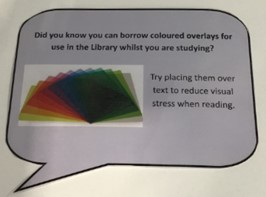 Did you know you can borrow coloured overlays for
use in the Library whilst you are studying?
Try placing them over
text to reduce visual
stress when reading.